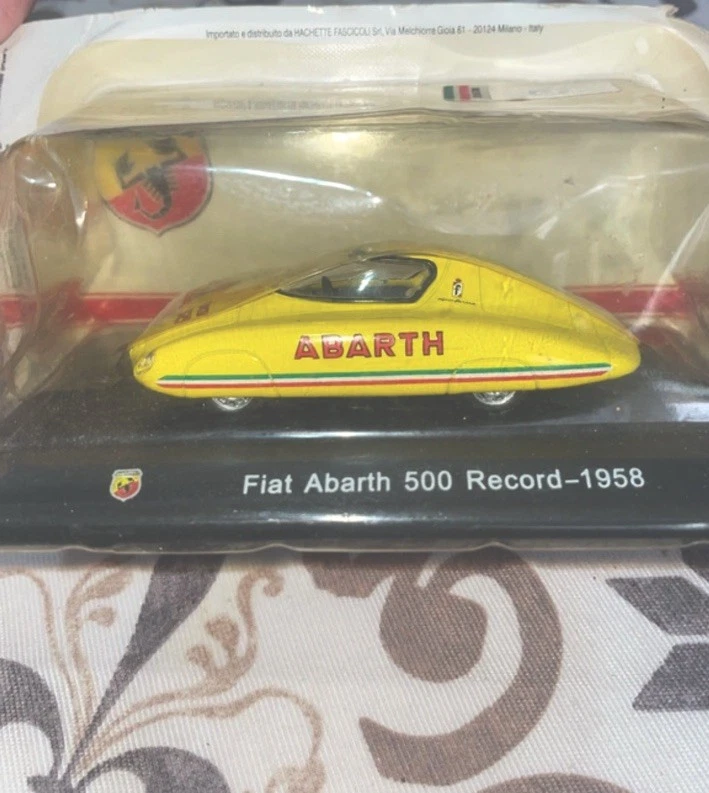 Importato e distribuito da HACHETTE FASCICOLI Srl, Via Melchiorre Gioia 61 - 20124 Milano - Italy
ABARTH
Fiat Abarth 500 Record-1958